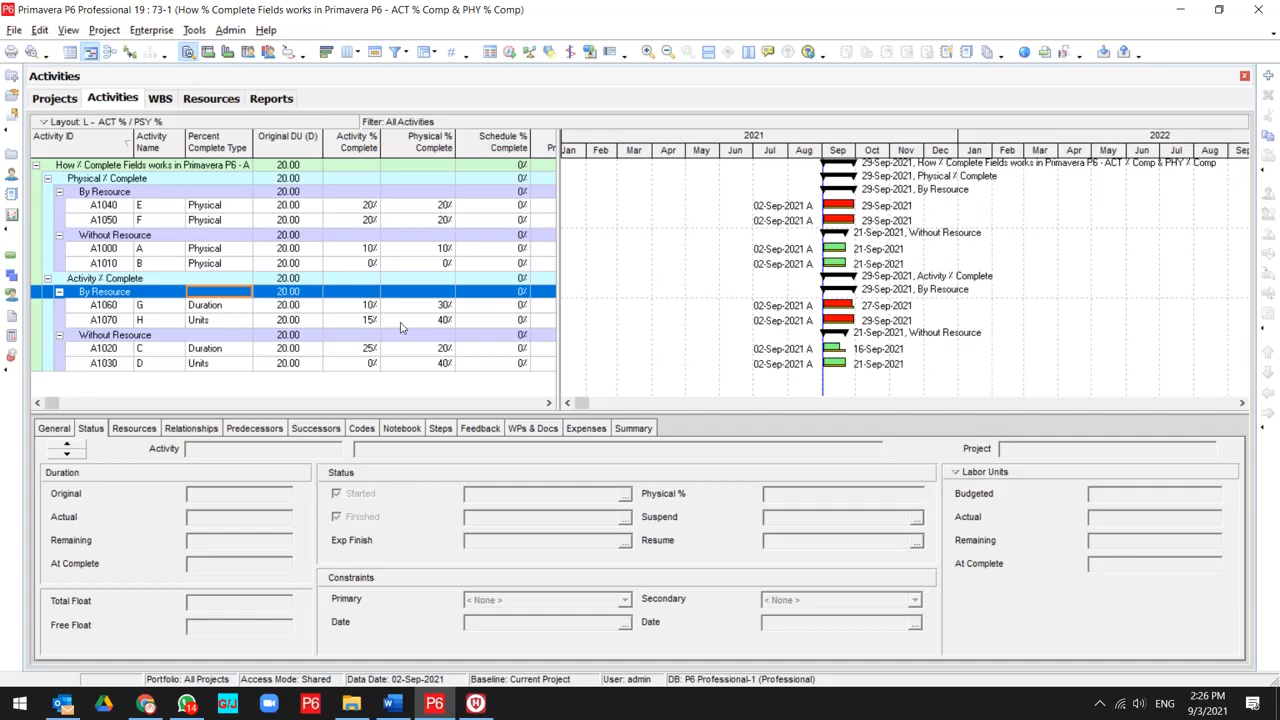 Primavera P6 Professional 19 : 73-1 (How % Complete Fields works in Primavera P6 - ACT % Comp & PHY % Comp)
File Edit View Project Enterprise Tools Admin Help
Activities
Projects Activities WBS Resources Reports
Layout: L - ACT % / PSY % Filter: All Activities
Activity ID Activity Name Percent Complete Type Original DU (D) Activity % Complete Physical % Complete Schedule % Complete Pr
2021 2022
Jan Feb Mar Apr May Jun Jul Aug Sep Oct Nov Dec Jan Feb Mar Apr May Jun Jul Aug Se
How % Complete Fields works in Primavera P6 - A 20.00 0% 29-Sep-2021, How % Complete Fields works in Primavera P6 - ACT % Comp & PHY % Comp
Physical % Complete 20.00 0% 29-Sep-2021, Physical % Complete
By Resource 20.00 0% 29-Sep-2021, By Resource
A1040 E Physical 20.00 20% 20% 0% 02-Sep-2021 A 29-Sep-2021
A1050 F Physical 20.00 20% 20% 0% 02-Sep-2021 A 29-Sep-2021
Without Resource 20.00 0% 21-Sep-2021, Without Resource
A1000 A Physical 20.00 10% 10% 0% 02-Sep-2021 A 21-Sep-2021
A1010 B Physical 20.00 0% 0% 0% 02-Sep-2021 A 21-Sep-2021
Activity % Complete 20.00 0% 29-Sep-2021, Activity % Complete
By Resource 20.00 0% 29-Sep-2021, By Resource
A1060 G Duration 20.00 10% 30% 0% 02-Sep-2021 A 27-Sep-2021
A1070 H Units 20.00 15% 40% 0% 02-Sep-2021 A 29-Sep-2021
Without Resource 20.00 0% 21-Sep-2021, Without Resource
A1020 C Duration 20.00 25% 20% 0% 02-Sep-2021 A 16-Sep-2021
A1030 D Units 20.00 0% 40% 0% 02-Sep-2021 A 21-Sep-2021
General Status Resources Relationships Predecessors Successors Codes Notebook Steps Feedback WPs & Docs Expenses Summary
Activity Project
Duration Status Labor Units
Original Started Physical % Budgeted
Actual Finished Suspend Actual
Remaining Exp Finish Resume Remaining
At Complete At Complete
Constraints
Total Float Primary < None > Secondary < None >
Free Float Date Date
Portfolio: All Projects Access Mode: Shared Data Date: 02-Sep-2021 Baseline: Current Project User: admin DB: P6 Professional-1 (Professional)
ENG 2:26 PM
9/3/2021